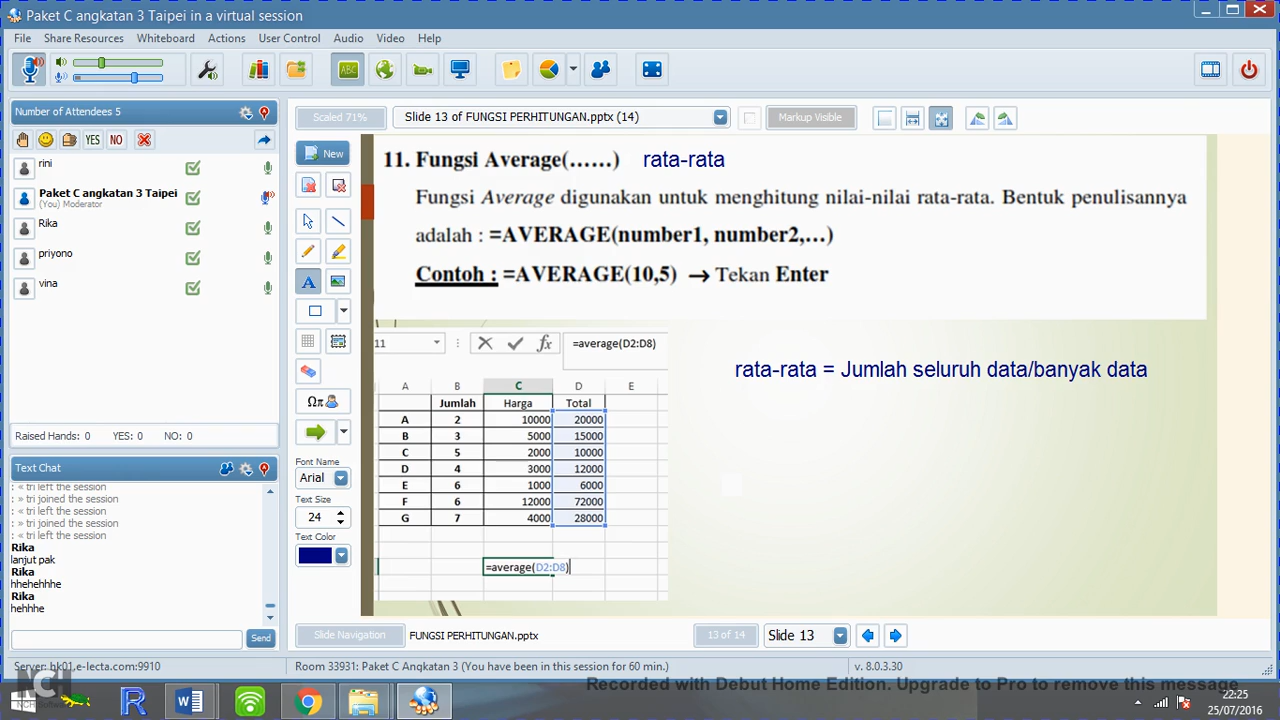 Paket C angkatan 3 Taipei in a virtual session
File Share Resources Whiteboard Actions User Control Audio Video Help
Number of Attendees 5
YES NO
rini
Paket C angkatan 3 Taipei
(You) Moderator
Rika
priyono
vina
Raised Hands: 0 YES: 0 NO: 0
Text Chat
: « tri left the session
: » tri joined the session
: « tri left the session
: » tri joined the session
: « tri left the session
Rika
lanjut pak
Rika
hhehehhhe
Rika
hehhhe
Send
New
Font Name
Arial
Text Size
24
Text Color
Scaled 71%
Slide 13 of FUNGSI PERHITUNGAN.pptx (14)
Markup Visible
11. Fungsi Average(……) rata-rata
Fungsi Average digunakan untuk menghitung nilai-nilai rata-rata. Bentuk penulisannya
adalah : =AVERAGE(number1, number2,…)
Contoh : =AVERAGE(10,5) → Tekan Enter
11 fx =average(D2:D8)
A B C D E
Jumlah Harga Total
A 2 10000 20000
B 3 5000 15000
C 5 2000 10000
D 4 3000 12000
E 6 1000 6000
F 6 12000 72000
G 7 4000 28000
=average(D2:D8)
rata-rata = Jumlah seluruh data/banyak data
Slide Navigation FUNGSI PERHITUNGAN.pptx 13 of 14 Slide 13
Server: bk01.e-lecta.com:9910 Room 33931: Paket C Angkatan 3 (You have been in this session for 60 min.) v. 8.0.3.30
Recorded with Debut Home Edition. Upgrade to Pro to remove this message
NCH Software
22:25
25/07/2016